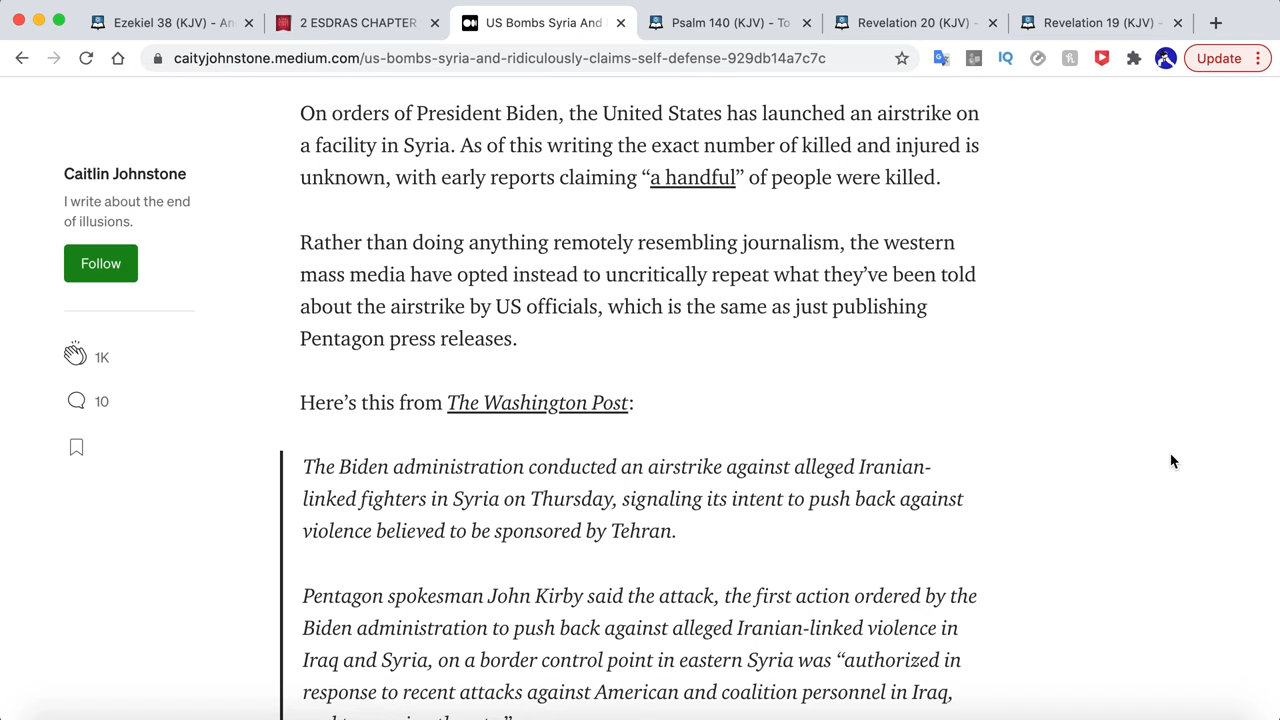 Ezekiel 38 (KJV) - An
2 ESDRAS CHAPTER
US Bombs Syria And
Psalm 140 (KJV) - To
Revelation 20 (KJV) -
Revelation 19 (KJV) -
caityjohnstone.medium.com/us-bombs-syria-and-ridiculously-claims-self-defense-929db14a7c7c
IQ
Update
Caitlin Johnstone
I write about the end
of illusions.
Follow
1K
10
On orders of President Biden, the United States has launched an airstrike on
a facility in Syria. As of this writing the exact number of killed and injured is
unknown, with early reports claiming “a handful” of people were killed.
Rather than doing anything remotely resembling journalism, the western
mass media have opted instead to uncritically repeat what they’ve been told
about the airstrike by US officials, which is the same as just publishing
Pentagon press releases.
Here’s this from The Washington Post:
The Biden administration conducted an airstrike against alleged Iranian-
linked fighters in Syria on Thursday, signaling its intent to push back against
violence believed to be sponsored by Tehran.
Pentagon spokesman John Kirby said the attack, the first action ordered by the
Biden administration to push back against alleged Iranian-linked violence in
Iraq and Syria, on a border control point in eastern Syria was “authorized in
response to recent attacks against American and coalition personnel in Iraq,